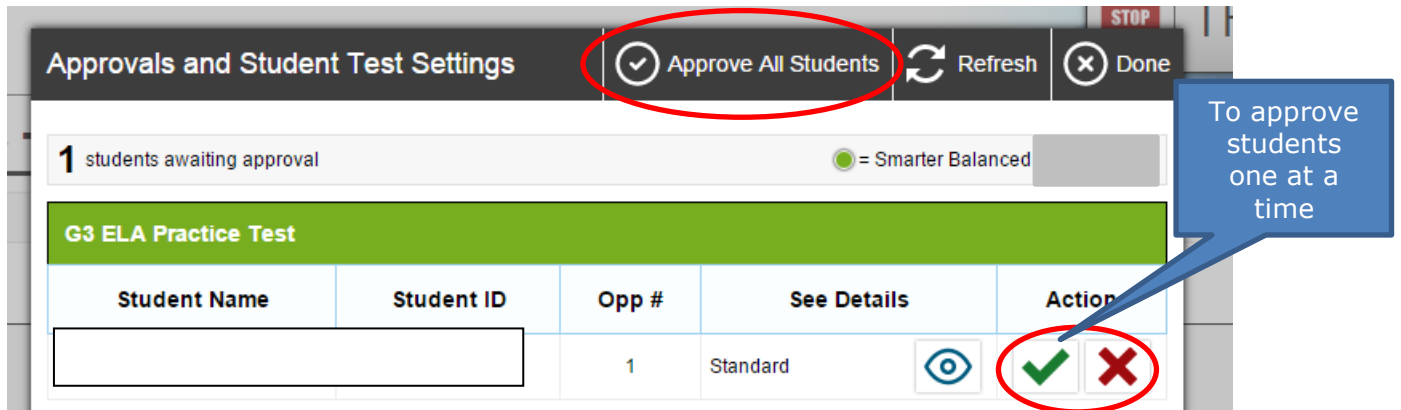 STOP
Approvals and Student Test Settings
Approve All Students
Refresh
Done
To approve
students
one at a
time
1 students awaiting approval
= Smarter Balanced
G3 ELA Practice Test
Student Name Student ID Opp # See Details Action
1 Standard